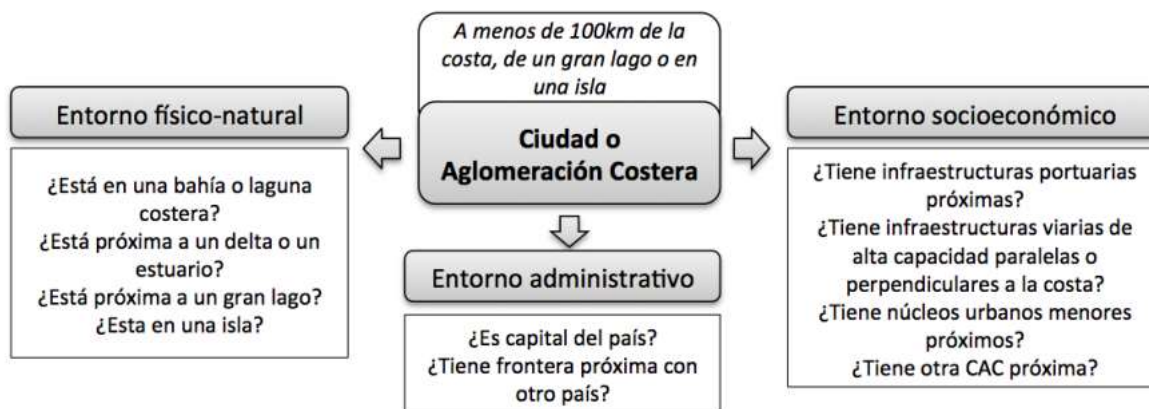 A menos de 100km de la
costa, de un gran lago o en
una isla
Ciudad o
Aglomeración Costera
Entorno físico-natural
¿Está en una bahía o laguna
costera?
¿Está próxima a un delta o un
estuario?
¿Está próxima a un gran lago?
¿Esta en una isla?
Entorno administrativo
¿Es capital del país?
¿Tiene frontera próxima con
otro país?
Entorno socioeconómico
¿Tiene infraestructuras portuarias
próximas?
¿Tiene infraestructuras viarias de
alta capacidad paralelas o
perpendiculares a la costa?
¿Tiene núcleos urbanos menores
próximos?
¿Tiene otra CAC próxima?